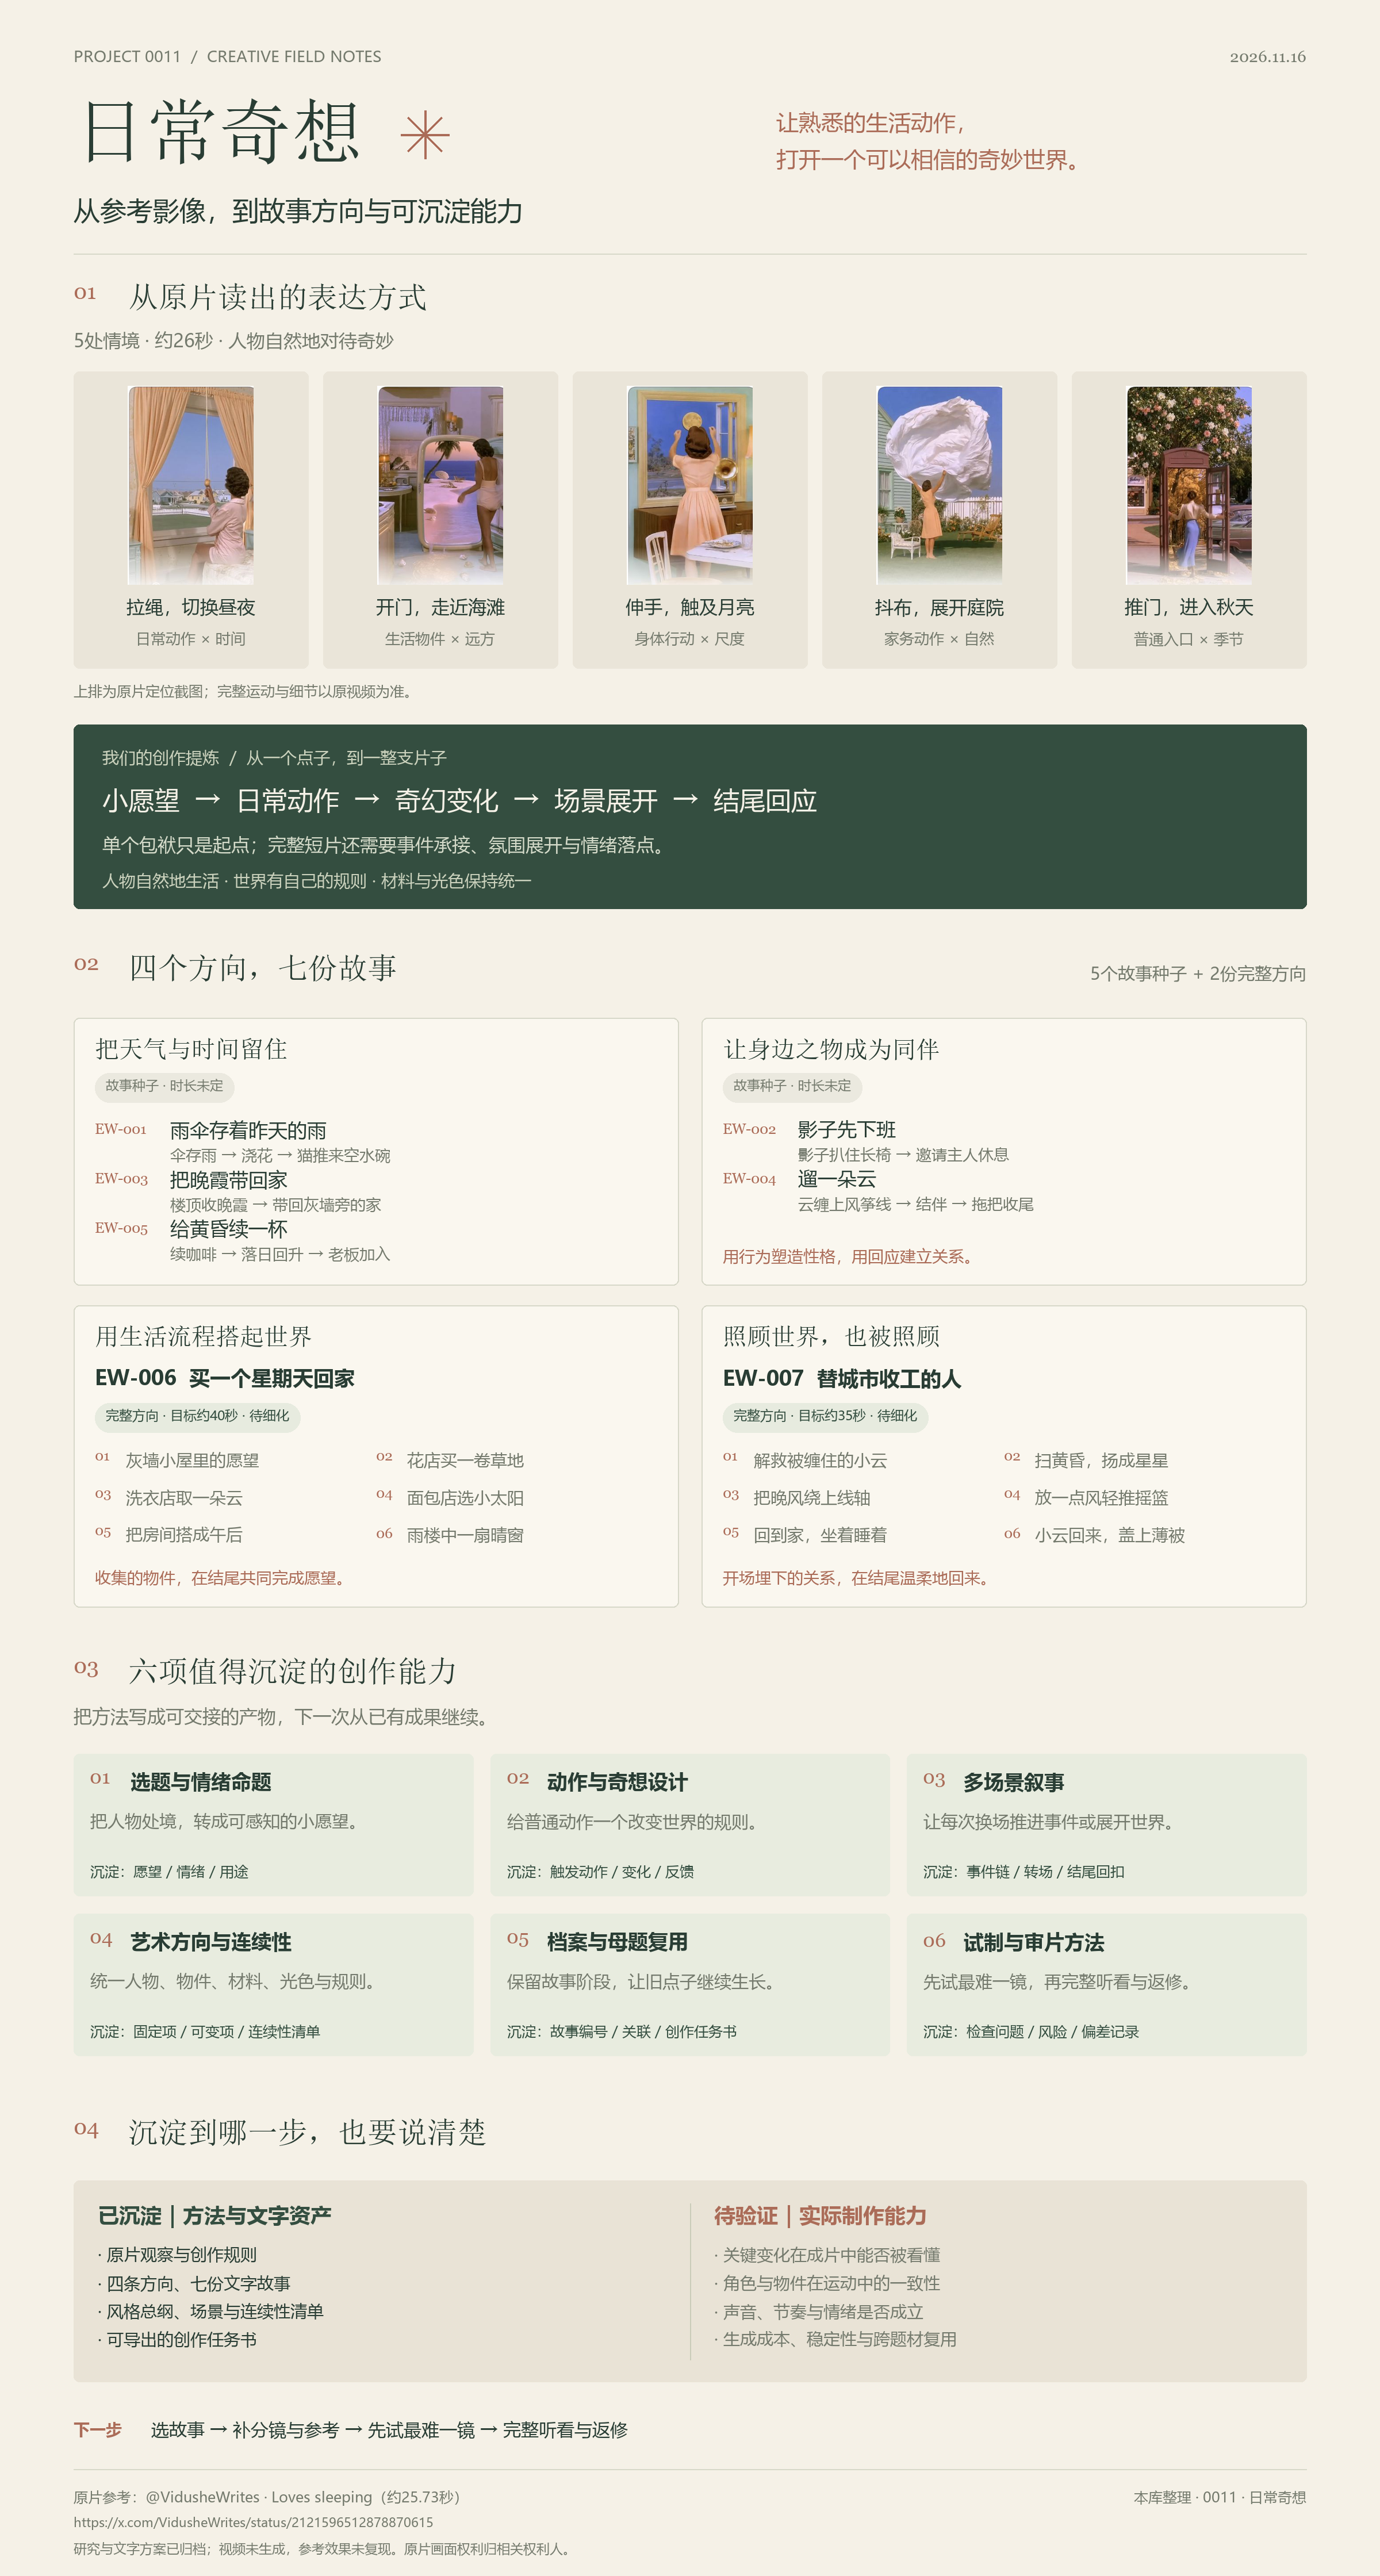 PROJECT 0011 / CREATIVE FIELD NOTES
2026.11.16
日常奇想
让熟悉的生活动作，
打开一个可以相信的奇妙世界。
从参考影像，到故事方向与可沉淀能力
01 从原片读出的表达方式
5处情境 · 约26秒 · 人物自然地对待奇妙
拉绳，切换昼夜
日常动作 × 时间
开门，走近海滩
生活物件 × 远方
伸手，触及月亮
身体行动 × 尺度
抖布，展开庭院
家务动作 × 自然
推门，进入秋天
普通入口 × 季节
上排为原片定位截图；完整运动与细节以原视频为准。
我们的创作提炼 / 从一个点子，到一整支片子
小愿望 → 日常动作 → 奇幻变化 → 场景展开 → 结尾回应
单个包袱只是起点；完整短片还需要事件承接、氛围展开与情绪落点。
人物自然地生活 · 世界有自己的规则 · 材料与光色保持统一
02 四个方向，七份故事
5个故事种子 + 2份完整方向
把天气与时间留住
故事种子 · 时长未定
EW-001 雨伞存着昨天的雨
伞存雨 → 浇花 → 猫推来空水碗
EW-003 把晚霞带回家
楼顶收晚霞 → 带回灰墙旁的家
EW-005 给黄昏续一杯
续咖啡 → 落日回升 → 老板加入
让身边之物成为同伴
故事种子 · 时长未定
EW-002 影子先下班
影子扒住长椅 → 邀请主人休息
EW-004 遛一朵云
云缠上风筝线 → 结伴 → 拖把收尾
用行为塑造性格，用回应建立关系。
用生活流程搭起世界
EW-006 买一个星期天回家
完整方向 · 目标约40秒 · 待细化
01 灰墙小屋里的愿望
02 花店买一卷草地
03 洗衣店取一朵云
04 面包店选小太阳
05 把房间搭成午后
06 雨楼中一扇晴窗
收集的物件，在结尾共同完成愿望。
照顾世界，也被照顾
EW-007 替城市收工的人
完整方向 · 目标约35秒 · 待细化
01 解救被缠住的小云
02 扫黄昏，扬成星星
03 把晚风绕上线轴
04 放一点风轻推摇篮
05 回到家，坐着睡着
06 小云回来，盖上薄被
开场埋下的关系，在结尾温柔地回来。
03 六项值得沉淀的创作能力
把方法写成可交接的产物，下一次从已有成果继续。
01 选题与情绪命题
把人物处境，转成可感知的小愿望。
沉淀：愿望 / 情绪 / 用途
02 动作与奇想设计
给普通动作一个改变世界的规则。
沉淀：触发动作 / 变化 / 反馈
03 多场景叙事
让每次换场推进事件或展开世界。
沉淀：事件链 / 转场 / 结尾回扣
04 艺术方向与连续性
统一人物、物件、材料、光色与规则。
沉淀：固定项 / 可变项 / 连续性清单
05 档案与母题复用
保留故事阶段，让旧点子继续生长。
沉淀：故事编号 / 关联 / 创作任务书
06 试制与审片方法
先试最难一镜，再完整听看与返修。
沉淀：检查问题 / 风险 / 偏差记录
04 沉淀到哪一步，也要说清楚
已沉淀｜方法与文字资产
· 原片观察与创作规则
· 四条方向、七份文字故事
· 风格总纲、场景与连续性清单
· 可导出的创作任务书
待验证｜实际制作能力
· 关键变化在成片中能否被看懂
· 角色与物件在运动中的一致性
· 声音、节奏与情绪是否成立
· 生成成本、稳定性与跨题材复用
下一步 选故事 → 补分镜与参考 → 先试最难一镜 → 完整听看与返修
原片参考：@VidusheWrites · Loves sleeping（约25.73秒）
本库整理 · 0011 · 日常奇想
https://x.com/VidusheWrites/status/2121596512878870615
研究与文字方案已归档；视频未生成，参考效果未复现。原片画面权利归相关权利人。